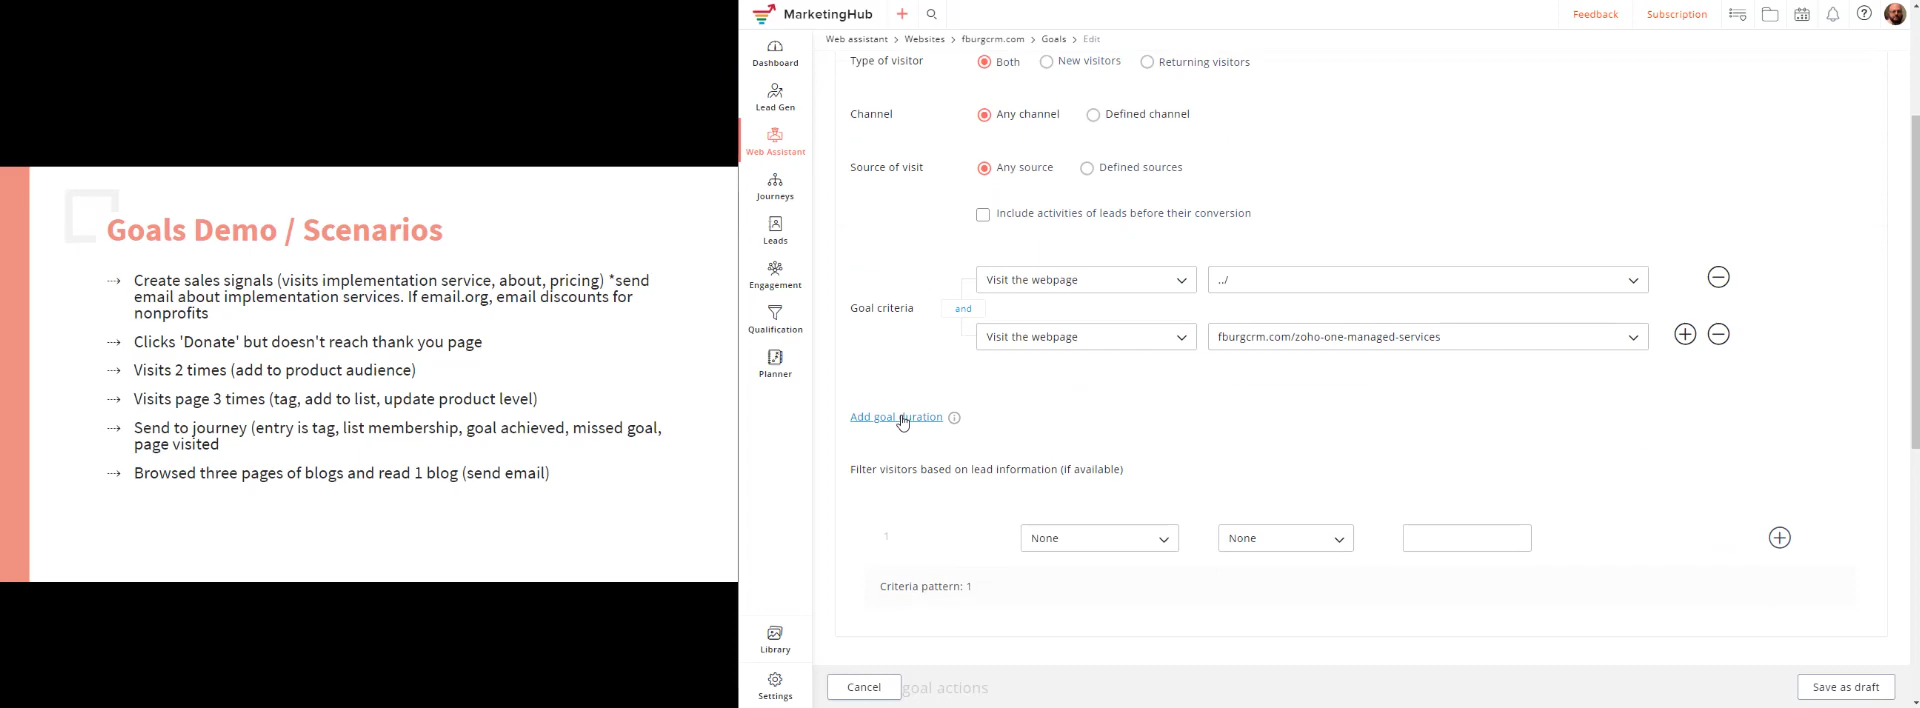 Goals Demo / Scenarios
⤏ Create sales signals (visits implementation service, about, pricing) *send
email about implementation services. If email.org, email discounts for
nonprofits
⤏ Clicks 'Donate' but doesn't reach thank you page
⤏ Visits 2 times (add to product audience)
⤏ Visits page 3 times (tag, add to list, update product level)
⤏ Send to journey (entry is tag, list membership, goal achieved, missed goal,
page visited
⤏ Browsed three pages of blogs and read 1 blog (send email)
MarketingHub
Feedback
Subscription
Dashboard
Lead Gen
Web Assistant
Journeys
Leads
Engagement
Qualification
Planner
Library
Settings
Web assistant > Websites > fburgcrm.com > Goals > Edit
Type of visitor Both New visitors Returning visitors
Channel Any channel Defined channel
Source of visit Any source Defined sources
Include activities of leads before their conversion
Visit the webpage ../
Goal criteria and
Visit the webpage fburgcrm.com/zoho-one-managed-services
Add goal duration
Filter visitors based on lead information (if available)
1 None None
Criteria pattern: 1
Cancel goal actions Save as draft